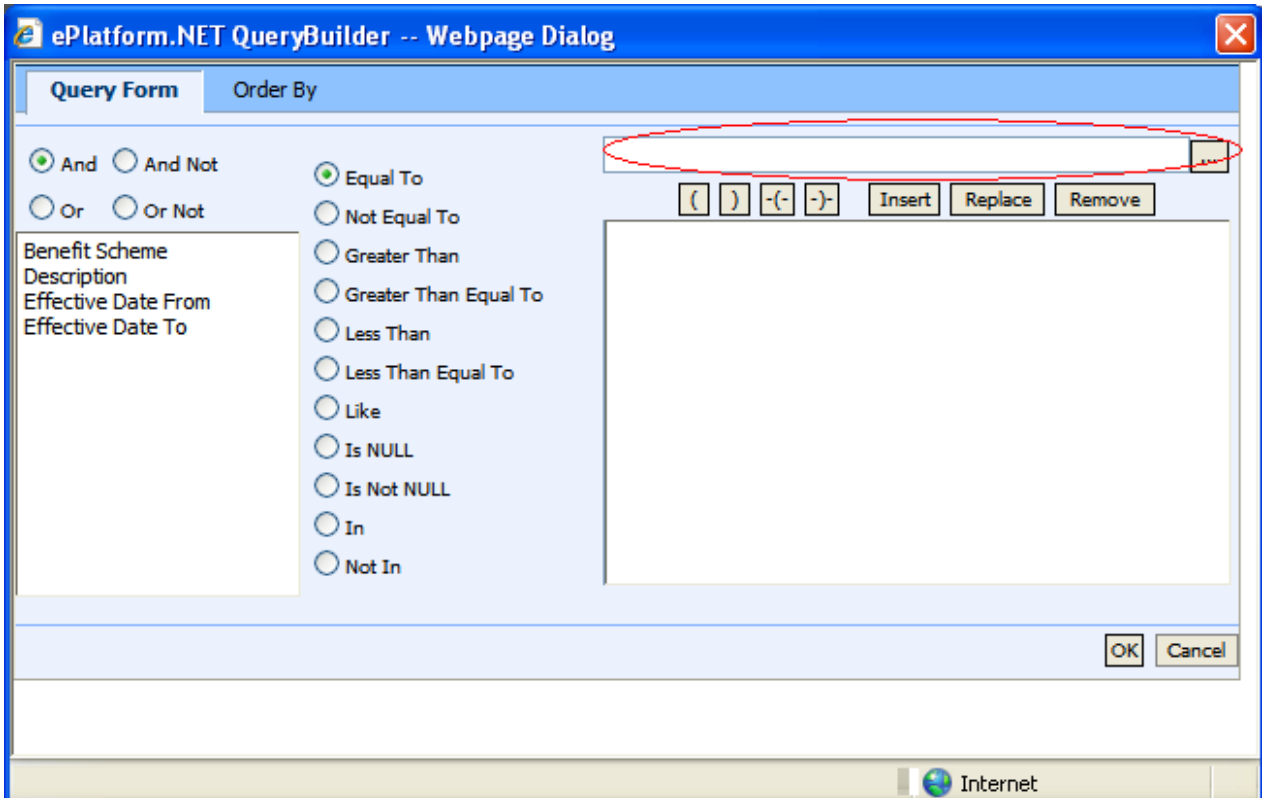 ePlatform.NET QueryBuilder -- Webpage Dialog
Query Form Order By
And And Not
Or Or Not
Benefit Scheme
Description
Effective Date From
Effective Date To
Equal To
Not Equal To
Greater Than
Greater Than Equal To
Less Than
Less Than Equal To
Like
Is NULL
Is Not NULL
In
Not In
...
( ) -(- -)- Insert Replace Remove
OK Cancel
Internet